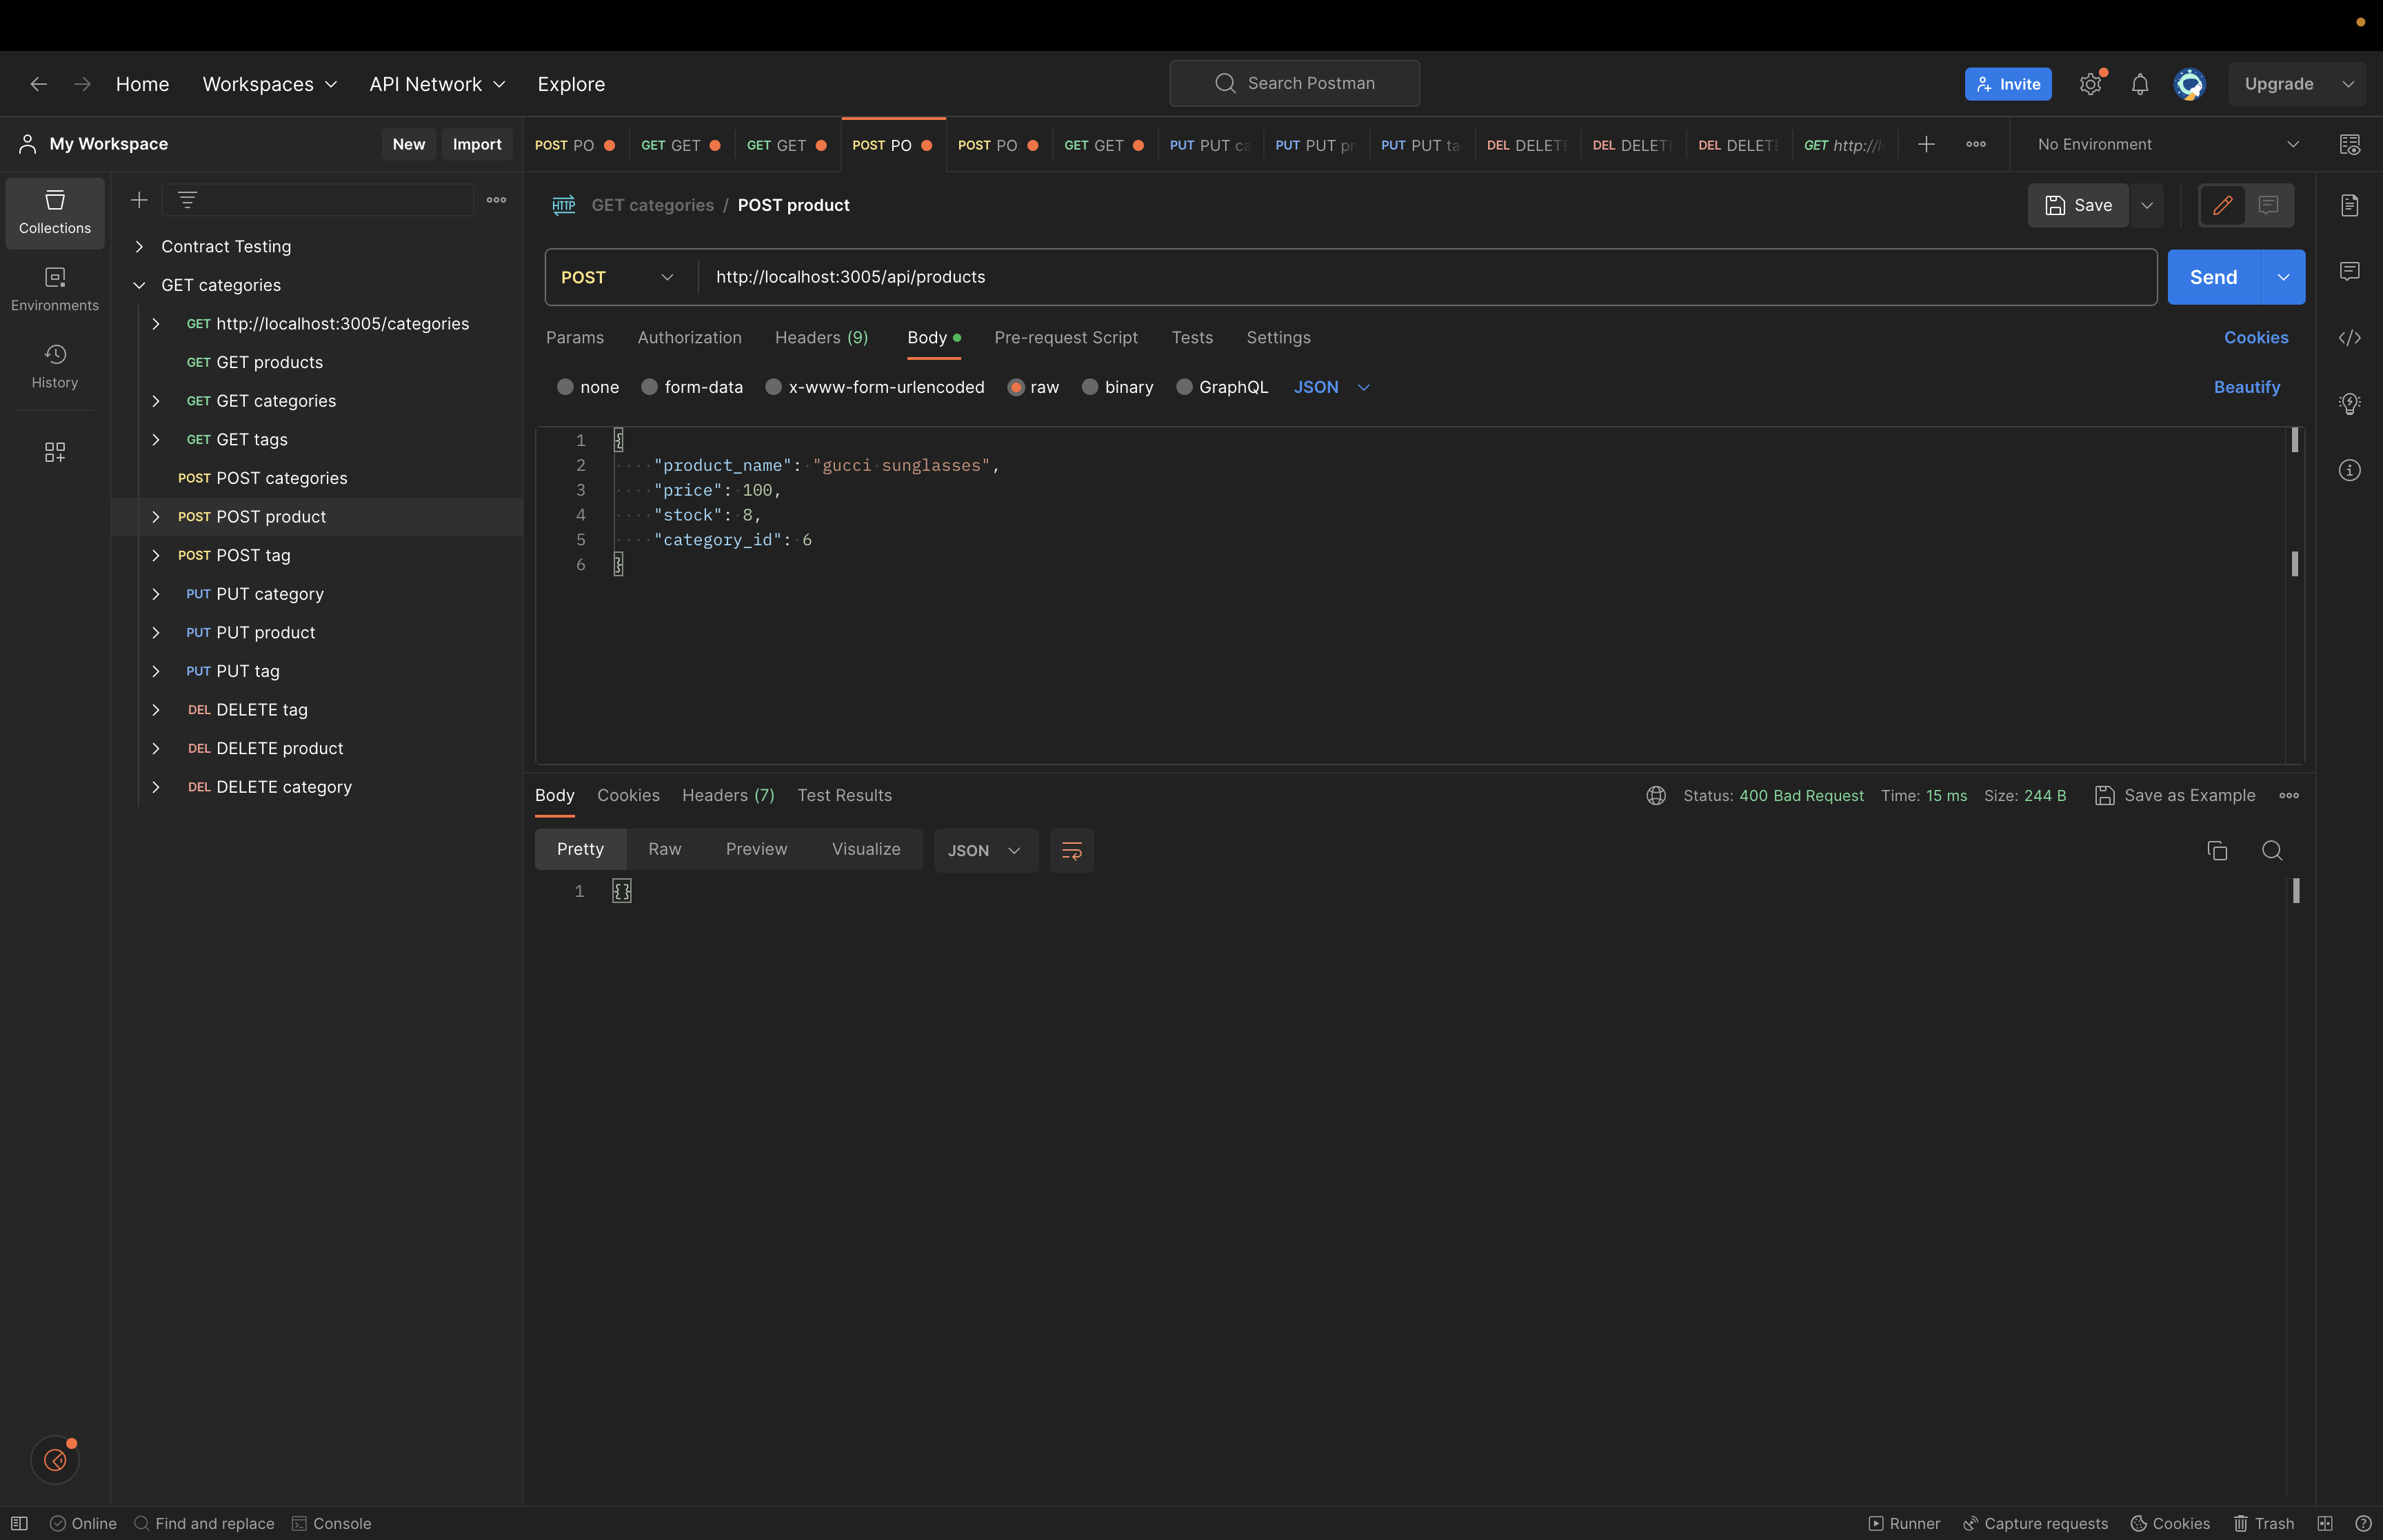 Home Workspaces API Network Explore Search Postman Invite Upgrade
My Workspace New Import
POST PO GET GET GET GET POST PO POST PO GET GET PUT PUT ca PUT PUT pr PUT PUT ta DEL DELETE DEL DELETE DEL DELETE GET http://l No Environment
Collections
Environments
History
Contract Testing
GET categories
GET http://localhost:3005/categories
GET GET products
GET GET categories
GET GET tags
POST POST categories
POST POST product
POST POST tag
PUT PUT category
PUT PUT product
PUT PUT tag
DEL DELETE tag
DEL DELETE product
DEL DELETE category
HTTP GET categories / POST product Save
POST http://localhost:3005/api/products Send
Params Authorization Headers (9) Body Pre-request Script Tests Settings Cookies
none form-data x-www-form-urlencoded raw binary GraphQL JSON Beautify
1 {
2 "product_name": "gucci sunglasses",
3 "price": 100,
4 "stock": 8,
5 "category_id": 6
6 }
Body Cookies Headers (7) Test Results Status: 400 Bad Request Time: 15 ms Size: 244 B Save as Example
Pretty Raw Preview Visualize JSON
1 {}
Online Find and replace Console Runner Capture requests Cookies Trash